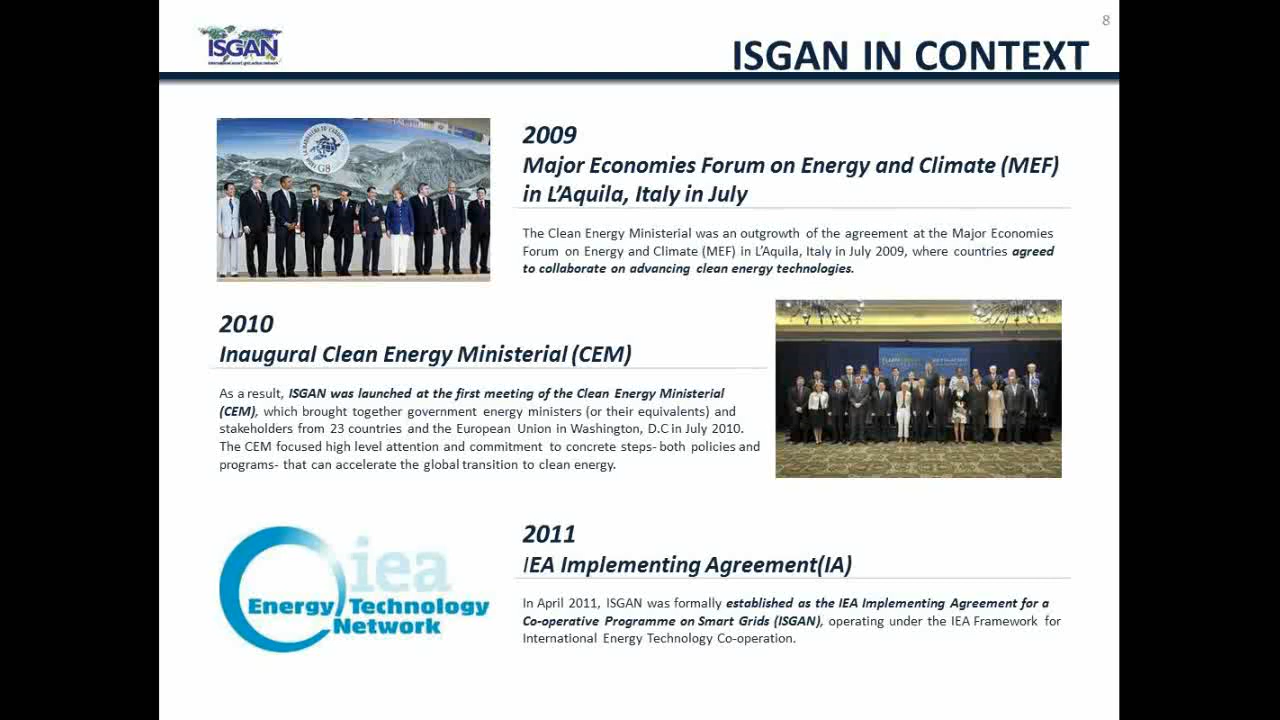 8
ISGAN
ISGAN IN CONTEXT
G8
2009
Major Economies Forum on Energy and Climate (MEF)
in L’Aquila, Italy in July
The Clean Energy Ministerial was an outgrowth of the agreement at the Major Economies
Forum on Energy and Climate (MEF) in L’Aquila, Italy in July 2009, where countries agreed
to collaborate on advancing clean energy technologies.
2010
Inaugural Clean Energy Ministerial (CEM)
As a result, ISGAN was launched at the first meeting of the Clean Energy Ministerial
(CEM), which brought together government energy ministers (or their equivalents) and
stakeholders from 23 countries and the European Union in Washington, D.C in July 2010.
The CEM focused high level attention and commitment to concrete steps- both policies and
programs- that can accelerate the global transition to clean energy.
iea
Energy Technology
Network
2011
IEA Implementing Agreement(IA)
In April 2011, ISGAN was formally established as the IEA Implementing Agreement for a
Co-operative Programme on Smart Grids (ISGAN), operating under the IEA Framework for
International Energy Technology Co-operation.